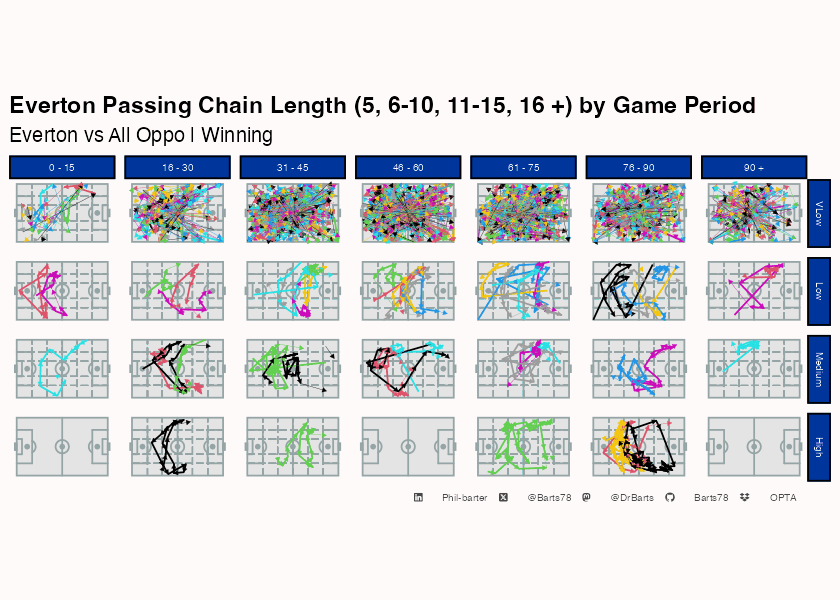 Everton Passing Chain Length (5, 6-10, 11-15, 16 +) by Game Period
Everton vs All Oppo | Winning
0 - 15 16 - 30 31 - 45 46 - 60 61 - 75 76 - 90 90 +
VLow
Low
Medium
High
Phil-barter @Barts78 @DrBarts Barts78 OPTA